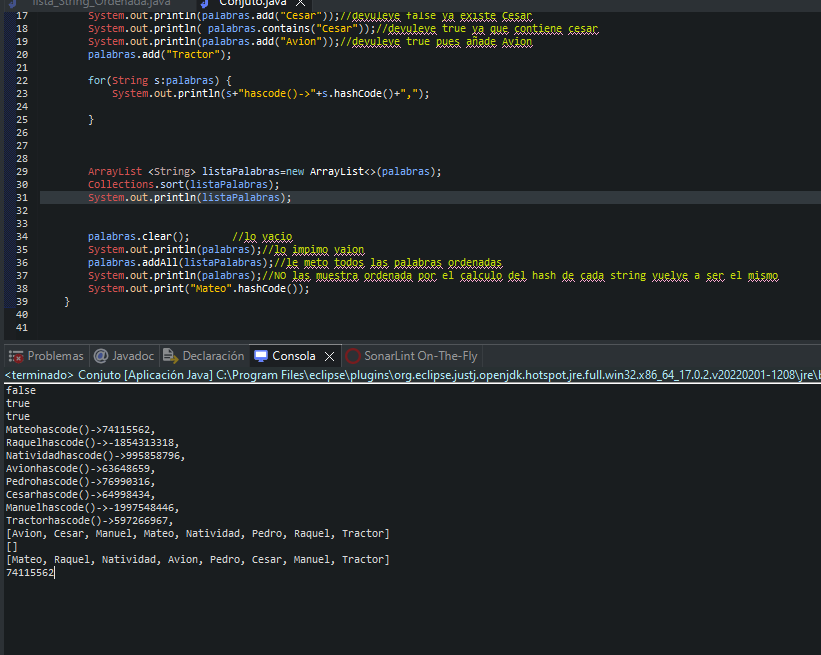 lista_String_Ordenada.java Conjuto.java
17 System.out.println(palabras.add("Cesar"));//devuleve false ya existe Cesar
18 System.out.println( palabras.contains("Cesar"));//devuleve true ya que contiene cesar
19 System.out.println(palabras.add("Avion"));//devuleve true pues añade Avion
20 palabras.add("Tractor");
21
22 for(String s:palabras) {
23 System.out.println(s+"hascode()->"+s.hashCode()+",");
24
25 }
26
27
28
29 ArrayList <String> listaPalabras=new ArrayList<>(palabras);
30 Collections.sort(listaPalabras);
31 System.out.println(listaPalabras);
32
33
34 palabras.clear(); //lo vacio
35 System.out.println(palabras);//lo impimo vaion
36 palabras.addAll(listaPalabras);//le meto todos las palabras ordenadas
37 System.out.println(palabras);//NO las muestra ordenada por el calculo del hash de cada string vuelve a ser el mismo
38 System.out.print("Mateo".hashCode());
39 }
40
41
Problemas @ Javadoc Declaración Consola SonarLint On-The-Fly
<terminado> Conjuto [Aplicación Java] C:\Program Files\eclipse\plugins\org.eclipse.justj.openjdk.hotspot.jre.full.win32.x86_64_17.0.2.v20220201-1208\jre\b
false
true
true
Mateohascode()->74115562,
Raquelhascode()->-1854313318,
Natividadhascode()->995858796,
Avionhascode()->63648659,
Pedrohascode()->76990316,
Cesarhascode()->64998434,
Manuelhascode()->-1997548446,
Tractorhascode()->597266967,
[Avion, Cesar, Manuel, Mateo, Natividad, Pedro, Raquel, Tractor]
[]
[Mateo, Raquel, Natividad, Avion, Pedro, Cesar, Manuel, Tractor]
74115562